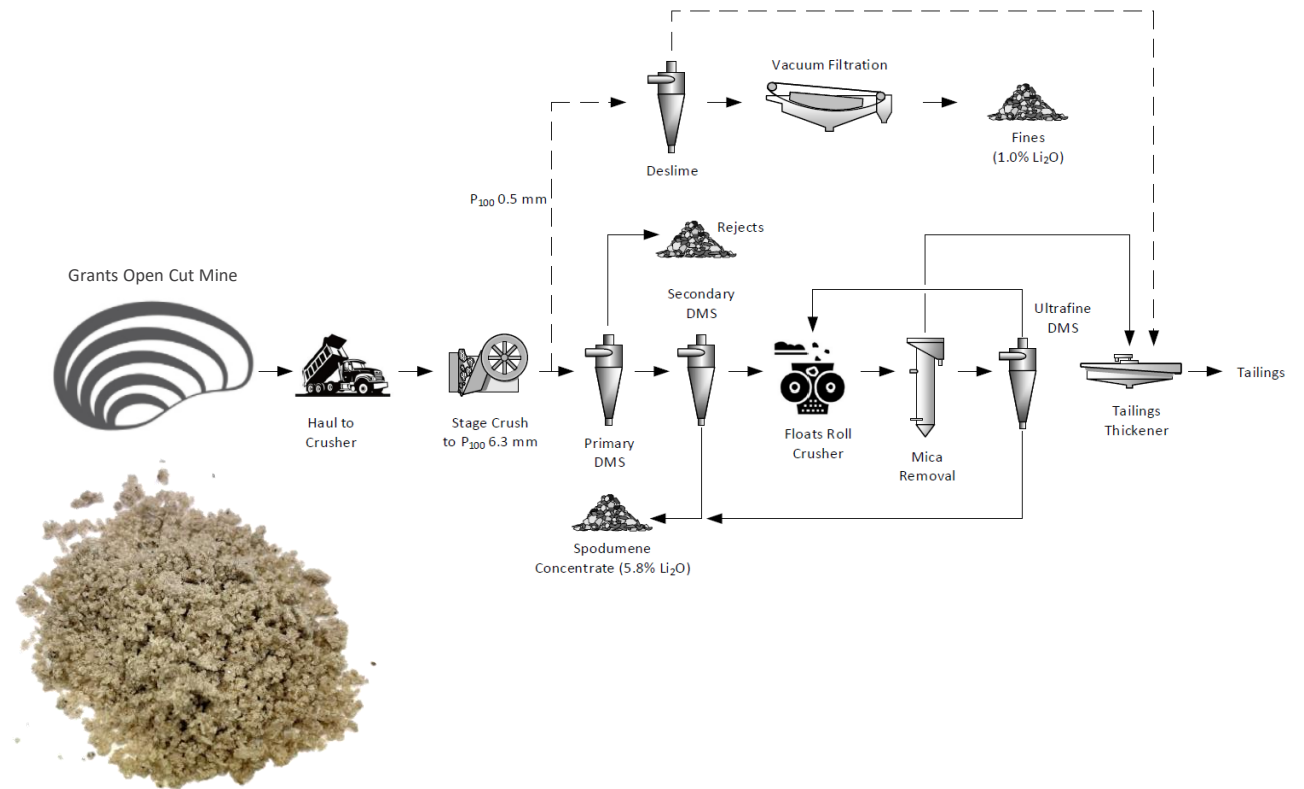 Vacuum Filtration
Fines
(1.0% Li₂O)
Deslime
P₁₀₀ 0.5 mm
Rejects
Grants Open Cut Mine
Secondary
DMS
Ultrafine
DMS
Haul to
Crusher
Stage Crush
to P₁₀₀ 6.3 mm
Primary
DMS
Floats Roll
Crusher
Mica
Removal
Tailings
Thickener
Tailings
Spodumene
Concentrate (5.8% Li₂O)